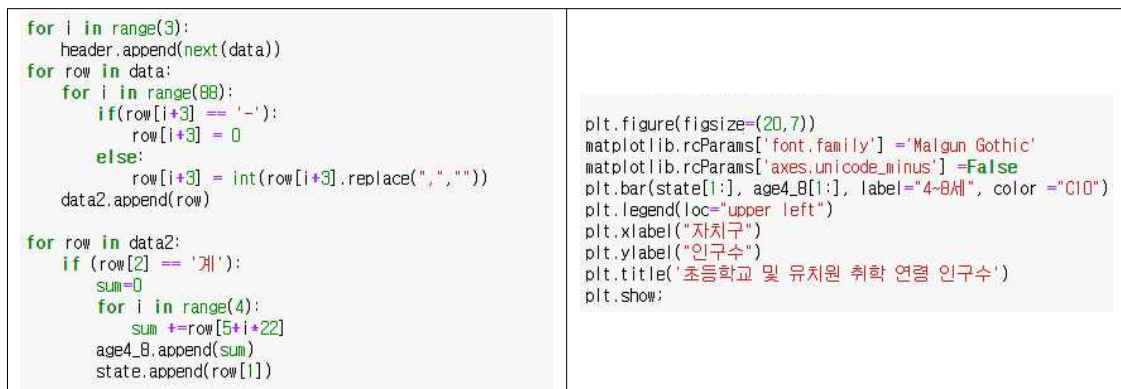 for i in range(3):
    header.append(next(data))
for row in data:
    for i in range(88):
        if(row[i+3] == '-'):
            row[i+3] = 0
        else:
            row[i+3] = int(row[i+3].replace(",",""))
    data2.append(row)
for row in data2:
    if (row[2] == '계'):
        sum=0
        for i in range(4):
            sum +=row[5+i*22]
        age4_8.append(sum)
        state.append(row[1])
plt.figure(figsize=(20,7))
matplotlib.rcParams['font.family'] ='Malgun Gothic'
matplotlib.rcParams['axes.unicode_minus'] =False
plt.bar(state[1:], age4_8[1:], label="4~8세", color ="C10")
plt.legend(loc="upper left")
plt.xlabel("자치구")
plt.ylabel("인구수")
plt.title('초등학교 및 유치원 취학 연령 인구수')
plt.show;